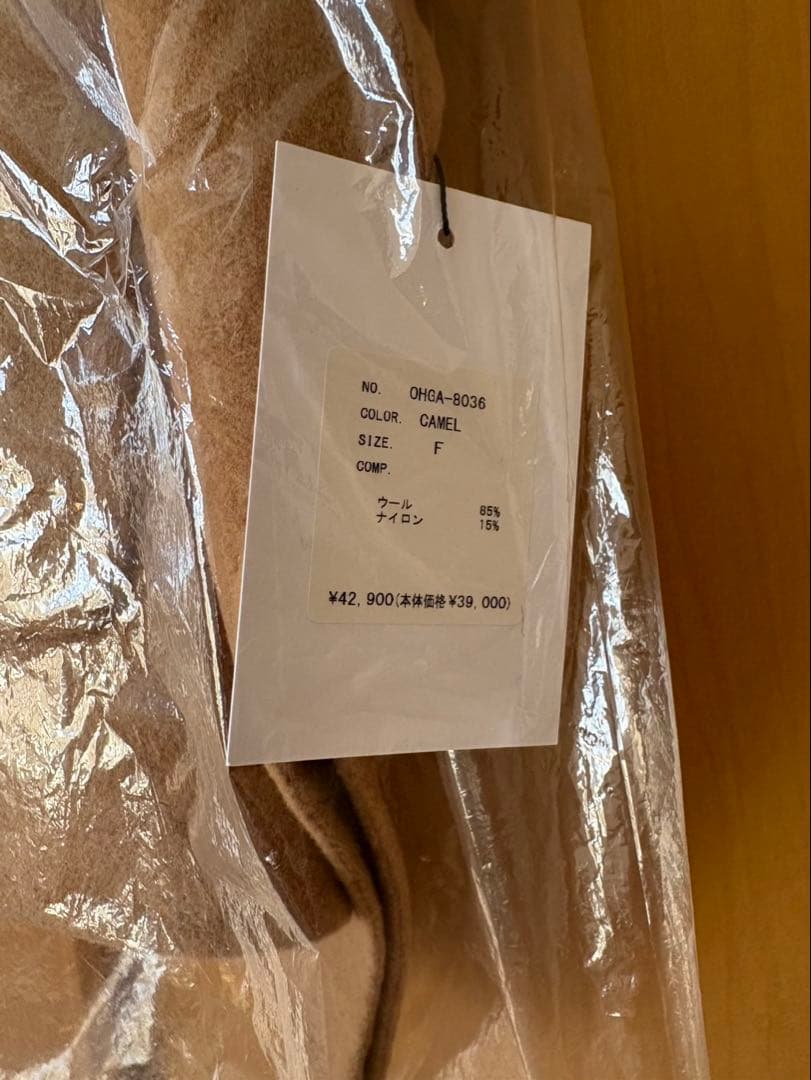 NO. OHGA-8036
COLOR. CAMEL
SIZE. F
COMP.
ウール 85%
ナイロン 15%
¥42,900(本体価格¥39,000)